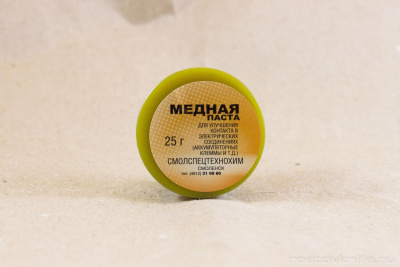 МЕДНАЯ
ПАСТА
ДЛЯ УЛУЧШЕНИЯ
КОНТАКТА В
ЭЛЕКТРИЧЕСКИХ
СОЕДИНЕНИЯХ
(АККУМУЛЯТОРНЫЕ
КЛЕММЫ И Т.Д.)
25 г
СМОЛСПЕЦТЕХНОХИМ
СМОЛЕНСК